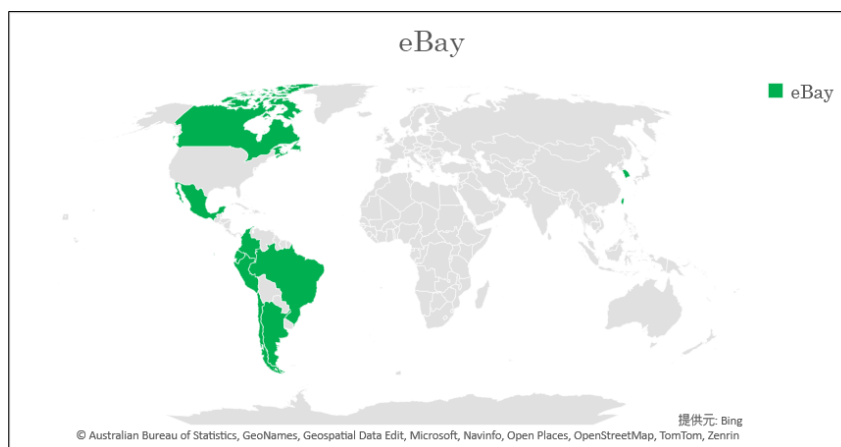 eBay
eBay
提供元: Bing
© Australian Bureau of Statistics, GeoNames, Geospatial Data Edit, Microsoft, Navinfo, Open Places, OpenStreetMap, TomTom, Zenrin